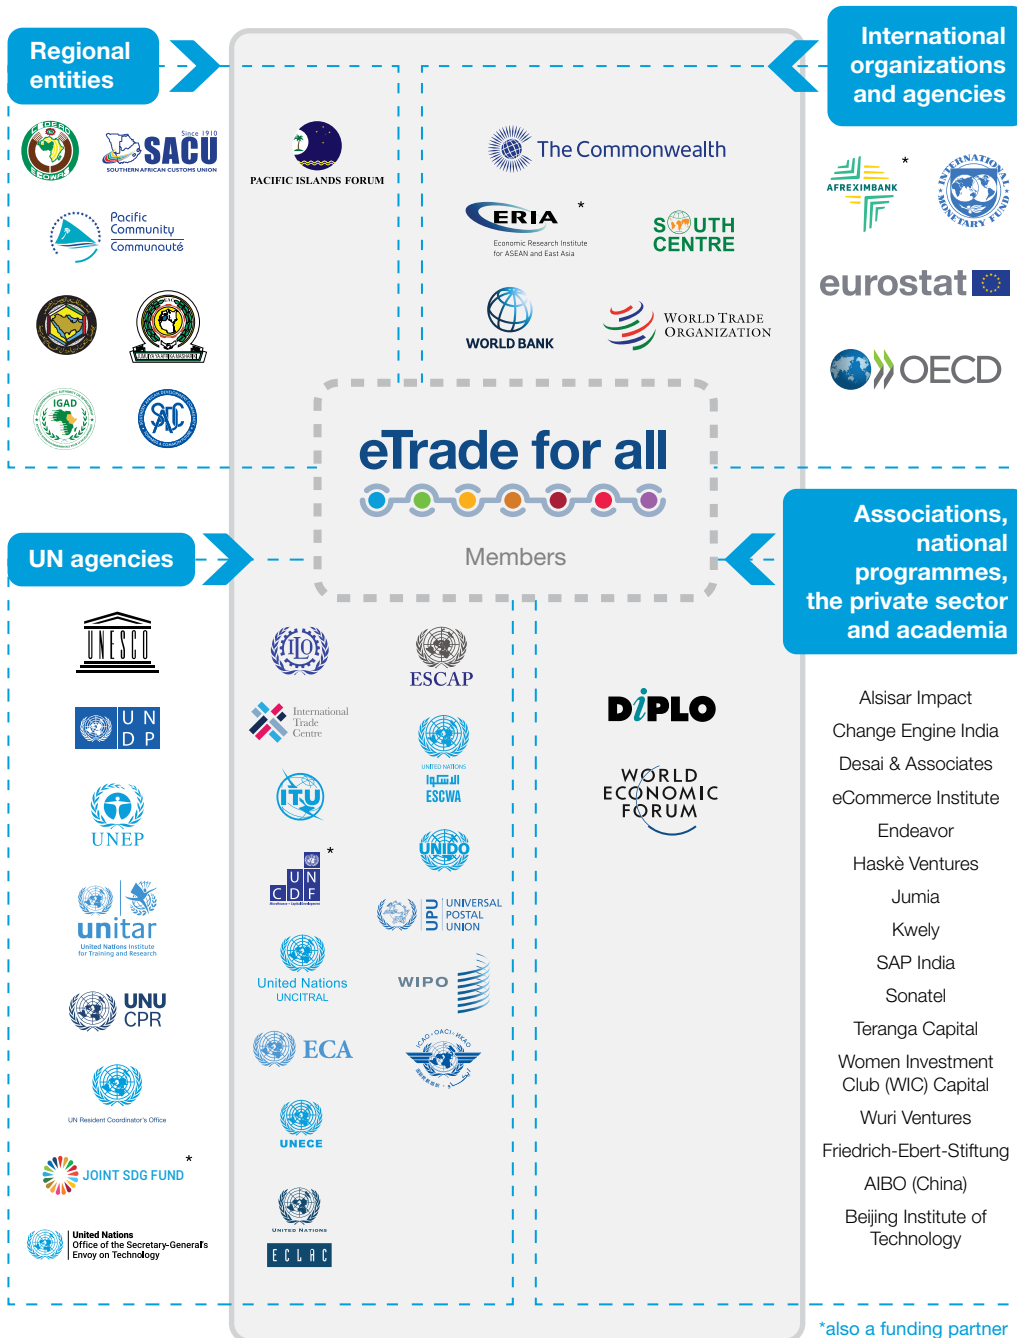 Regional
entities
International
organizations
and agencies
CEDEAO
ECOWAS
Since 1910
SACU
SOUTHERN AFRICAN CUSTOMS UNION
Pacific
Community
Communauté
IGAD
SADC
PACIFIC ISLANDS FORUM
The Commonwealth
ERIA
*
Economic Research Institute
for ASEAN and East Asia
SOUTH
CENTRE
WORLD BANK
WORLD TRADE
ORGANIZATION
AFREXIMBANK
*
INTERNATIONAL
MONETARY FUND
eurostat
OECD
eTrade for all
Members
UN agencies
Associations,
national
programmes,
the private sector
and academia
UNESCO
U N
D P
UNEP
unitar
United Nations Institute
for Training and Research
UNU
CPR
UN Resident Coordinator's Office
JOINT SDG FUND
*
United Nations
Office of the Secretary-General's
Envoy on Technology
ILO
International
Trade
Centre
ITU
*
U N
C D F
United Nations
UNCITRAL
ECA
UNECE
UNITED NATIONS
ECLAC
ESCAP
UNITED NATIONS
الاسكوا
ESCWA
UNIDO
UPU
UNIVERSAL
POSTAL
UNION
WIPO
ICAO · OACI · ИКАО
DiPLO
WORLD
ECONOMIC
FORUM
Alsisar Impact
Change Engine India
Desai & Associates
eCommerce Institute
Endeavor
Haskè Ventures
Jumia
Kwely
SAP India
Sonatel
Teranga Capital
Women Investment
Club (WIC) Capital
Wuri Ventures
Friedrich-Ebert-Stiftung
AIBO (China)
Beijing Institute of
Technology
*also a funding partner